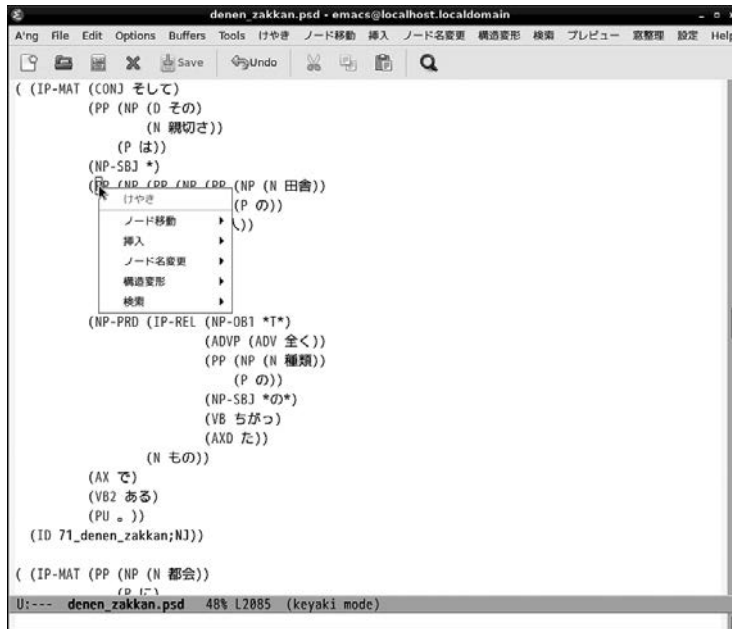 denen_zakkan.psd - emacs@localhost.localdomain
A'ng File Edit Options Buffers Tools けやき ノード移動 挿入 ノード名変更 構造変形 検索 プレビュー 窓整理 設定 Help
Save Undo
( (IP-MAT (CONJ そして)
(PP (NP (D その)
(N 親切さ))
(P は))
(NP-SBJ *)
(PP (NP (PP (NP (PP (NP (N 田舎))
(P の))
))
けやき
ノード移動
挿入
ノード名変更
構造変形
検索
(NP-PRD (IP-REL (NP-OB1 *T*)
(ADVP (ADV 全く))
(PP (NP (N 種類))
(P の))
(NP-SBJ *の*)
(VB ちがっ)
(AXD た))
(N もの))
(AX で)
(VB2 ある)
(PU 。))
(ID 71_denen_zakkan;NJ))
( (IP-MAT (PP (NP (N 都会))
(P に)
U:--- denen_zakkan.psd 48% L2085 (keyaki mode)